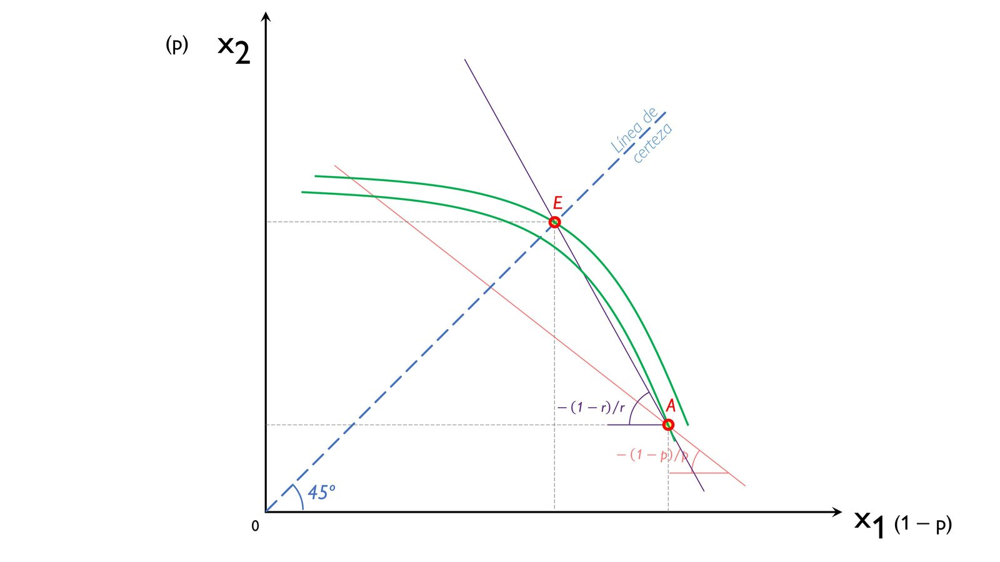 (p) x₂
Línea de
certeza
E
− (1 − r)/r
A
− (1 − p)/p
45º
0
x₁ (1 − p)